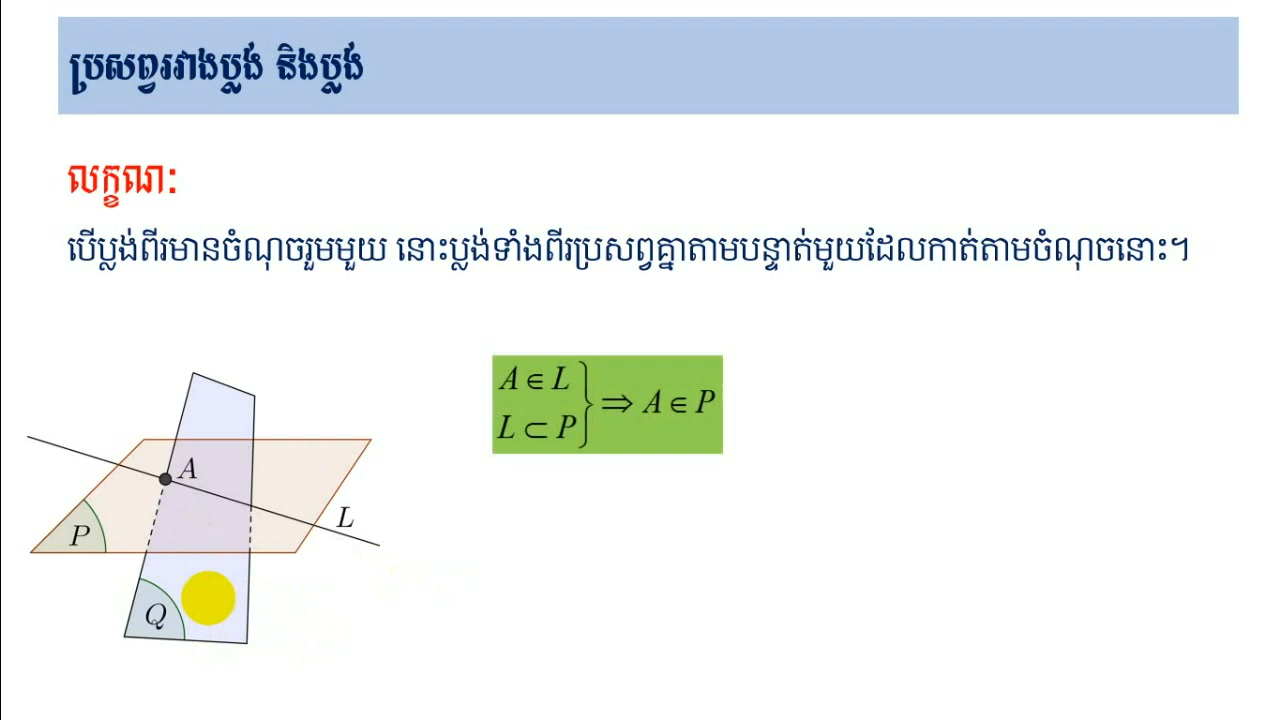 ប្រសព្វរវាងប្លង់ និងប្លង់
លក្ខណៈ
បើប្លង់ពីរមានចំណុចរួមមួយ នោះប្លង់ទាំងពីរប្រសព្វគ្នាតាមបន្ទាត់មួយដែលកាត់តាមចំណុចនោះ។
A ∈ L
L ⊂ P
} ⇒ A ∈ P
A
L
P
Q